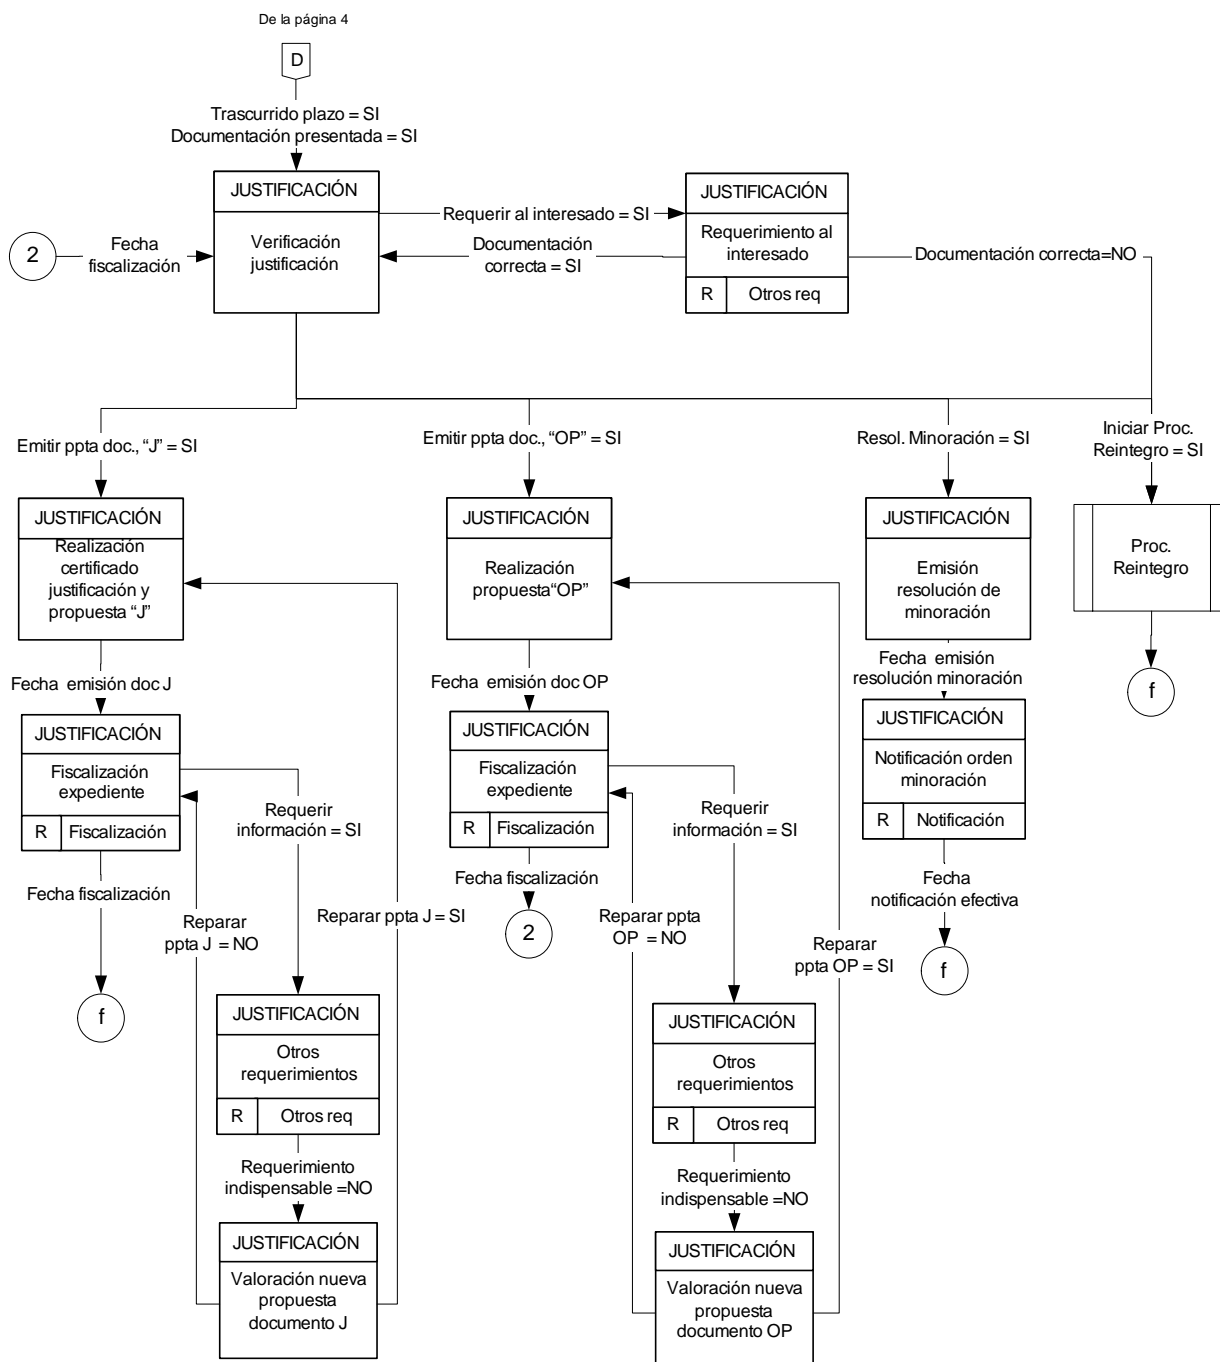 De la página 4
D
Trascurrido plazo = SI
Documentación presentada = SI
JUSTIFICACIÓN
Verificación
justificación
2
Fecha
fiscalización
Requerir al interesado = SI
Documentación
correcta = SI
JUSTIFICACIÓN
Requerimiento al
interesado
R Otros req
Documentación correcta=NO
Emitir ppta doc., “J” = SI
Emitir ppta doc., “OP” = SI
Resol. Minoración = SI
Iniciar Proc.
Reintegro = SI
JUSTIFICACIÓN
Realización
certificado
justificación y
propuesta “J”
JUSTIFICACIÓN
Realización
propuesta“OP”
JUSTIFICACIÓN
Emisión
resolución de
minoración
Proc.
Reintegro
f
Fecha emisión doc J
Fecha emisión doc OP
Fecha emisión
resolución minoración
JUSTIFICACIÓN
Fiscalización
expediente
R Fiscalización
JUSTIFICACIÓN
Fiscalización
expediente
R Fiscalización
JUSTIFICACIÓN
Notificación orden
minoración
R Notificación
Requerir
información = SI
Requerir
información = SI
Fecha fiscalización
Fecha fiscalización
Fecha
notificación efectiva
Reparar
ppta J = NO
Reparar ppta J = SI
2
Reparar ppta
OP = NO
Reparar
ppta OP = SI
f
f
JUSTIFICACIÓN
Otros
requerimientos
R Otros req
JUSTIFICACIÓN
Otros
requerimientos
R Otros req
Requerimiento
indispensable =NO
Requerimiento
indispensable =NO
JUSTIFICACIÓN
Valoración nueva
propuesta
documento J
JUSTIFICACIÓN
Valoración nueva
propuesta
documento OP